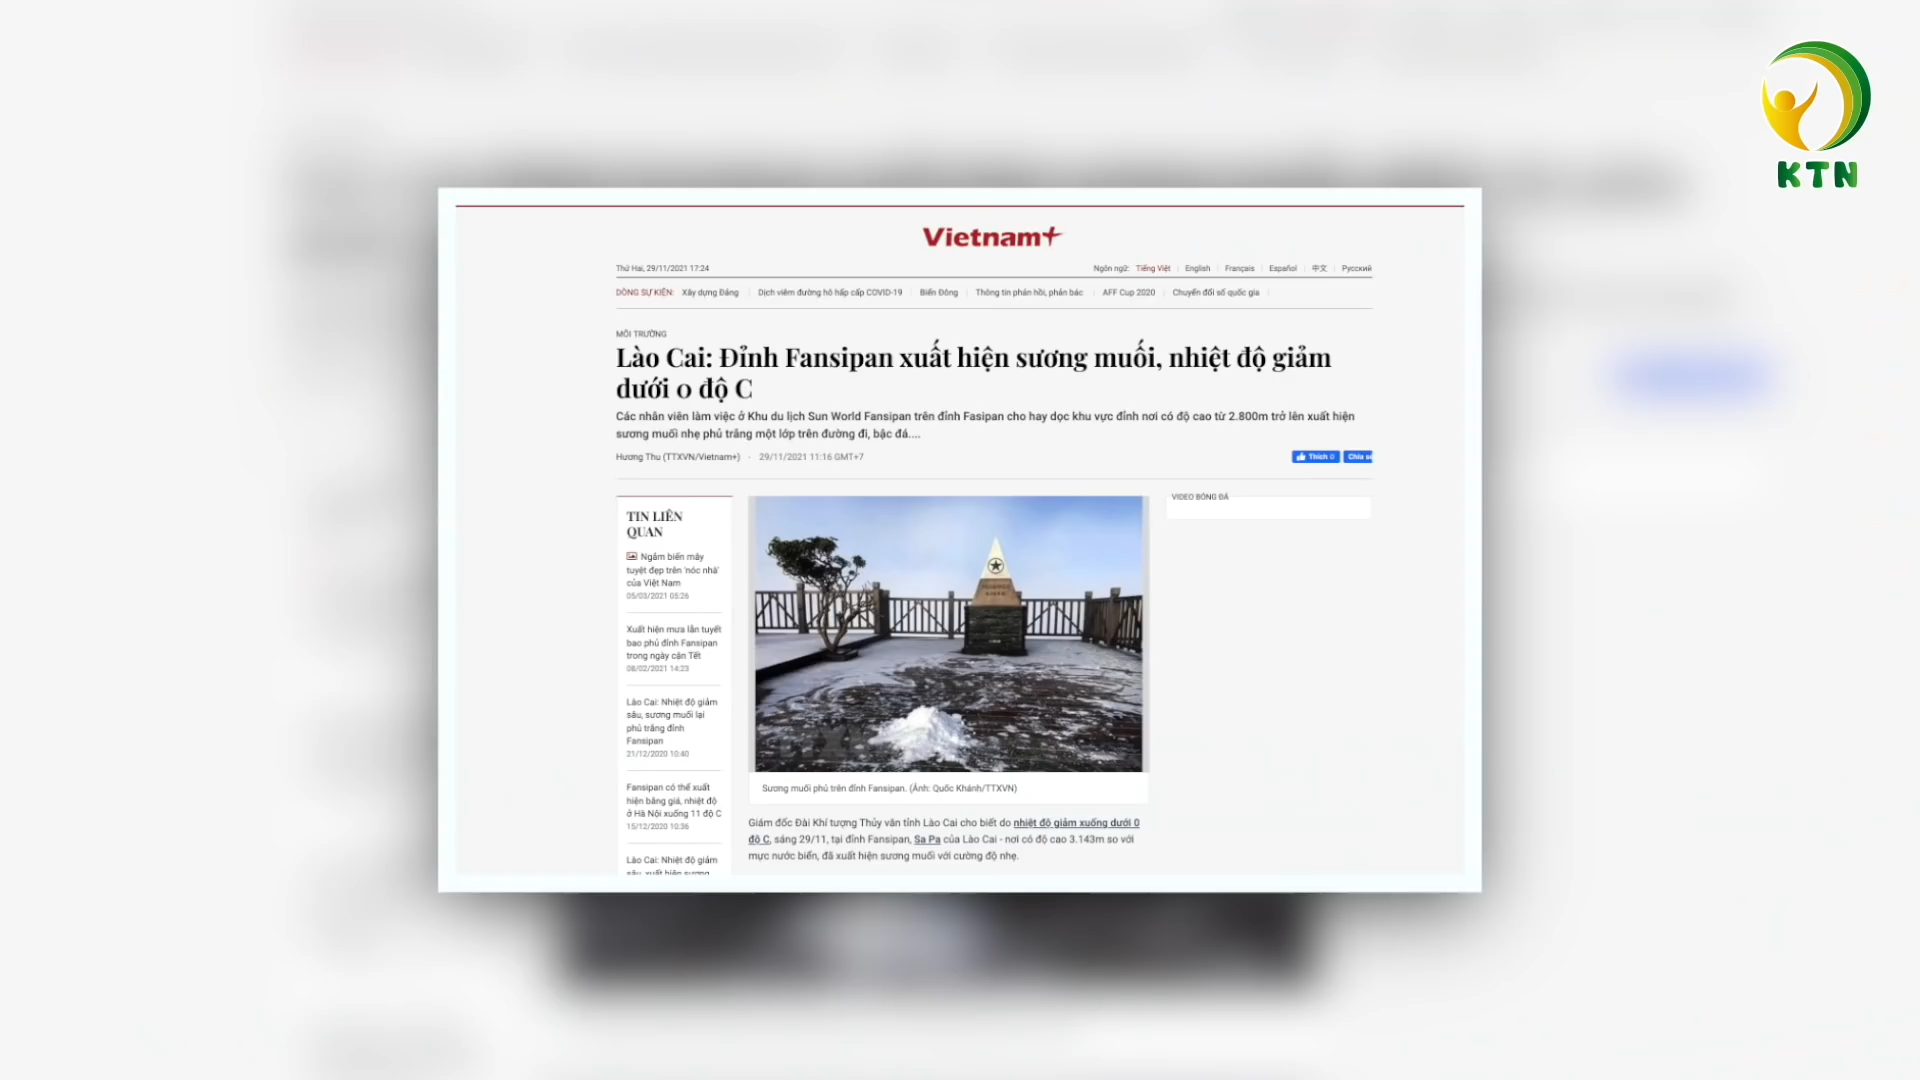 KTN
Vietnam+
Thứ Hai, 29/11/2021 17:24
Ngôn ngữ: Tiếng Việt English Français Español 中文 Русский
DÒNG SỰ KIỆN: Xây dựng Đảng Dịch viêm đường hô hấp cấp COVID-19 Biển Đông Thông tin phản hồi, phản bác AFF Cup 2020 Chuyển đổi số quốc gia
MÔI TRƯỜNG
Lào Cai: Đỉnh Fansipan xuất hiện sương muối, nhiệt độ giảm
dưới 0 độ C
Các nhân viên làm việc ở Khu du lịch Sun World Fansipan trên đỉnh Fasipan cho hay dọc khu vực đỉnh nơi có độ cao từ 2.800m trở lên xuất hiện
sương muối nhẹ phủ trắng một lớp trên đường đi, bậc đá....
Hương Thu (TTXVN/Vietnam+) - 29/11/2021 11:16 GMT+7
Thích 0 Chia sẻ
TIN LIÊN
QUAN
Ngắm biển mây
tuyệt đẹp trên 'nóc nhà'
của Việt Nam
05/03/2021 05:26
Xuất hiện mưa lẫn tuyết
bao phủ đỉnh Fansipan
trong ngày cận Tết
08/02/2021 14:23
Lào Cai: Nhiệt độ giảm
sâu, sương muối lại
phủ trắng đỉnh
Fansipan
21/12/2020 10:40
Fansipan có thể xuất
hiện băng giá, nhiệt độ
ở Hà Nội xuống 11 độ C
15/12/2020 10:36
Lào Cai: Nhiệt độ giảm
sâu, xuất hiện sương
Sương muối phủ trên đỉnh Fansipan. (Ảnh: Quốc Khánh/TTXVN)
Giám đốc Đài Khí tượng Thủy văn tỉnh Lào Cai cho biết do nhiệt độ giảm xuống dưới 0
độ C, sáng 29/11, tại đỉnh Fansipan, Sa Pa của Lào Cai - nơi có độ cao 3.143m so với
mực nước biển, đã xuất hiện sương muối với cường độ nhẹ.
VIDEO BÓNG ĐÁ